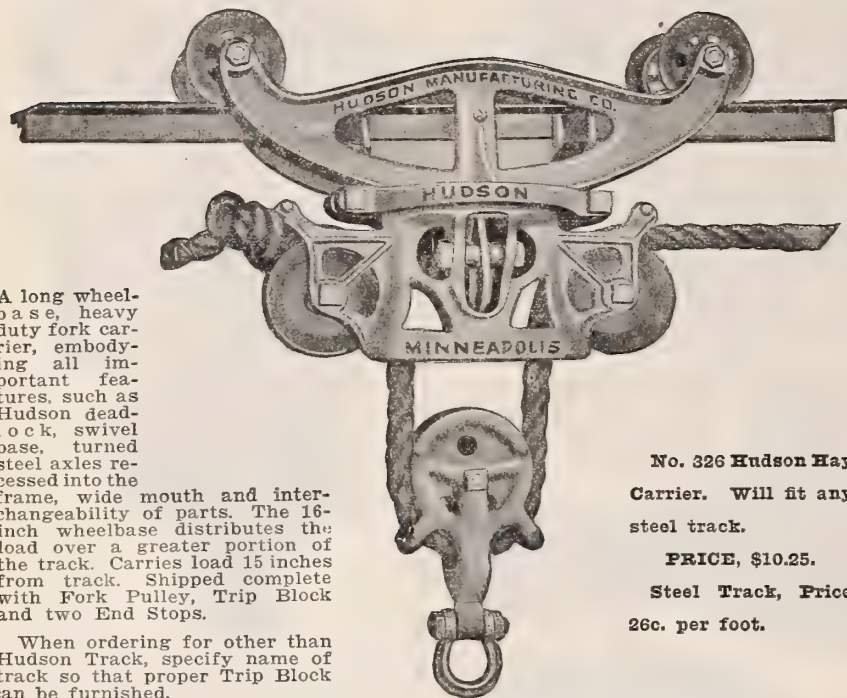 HUDSON MANUFACTURING CO.
HUDSON
MINNEAPOLIS
A long wheel-
base, heavy
duty fork car-
rier, embody-
ing all im-
portant fea-
tures, such as
Hudson dead-
lock, swivel
base, turned
steel axles re-
cessed into the
frame, wide mouth and inter-
changeability of parts. The 16-
inch wheelbase distributes the
load over a greater portion of
the track. Carries load 15 inches
from track. Shipped complete
with Fork Pulley, Trip Block
and two End Stops.
When ordering for other than
Hudson Track, specify name of
track so that proper Trip Block
can be furnished.
No. 326 Hudson Hay
Carrier. Will fit any
steel track.
PRICE, $10.25.
Steel Track, Price
26c. per foot.